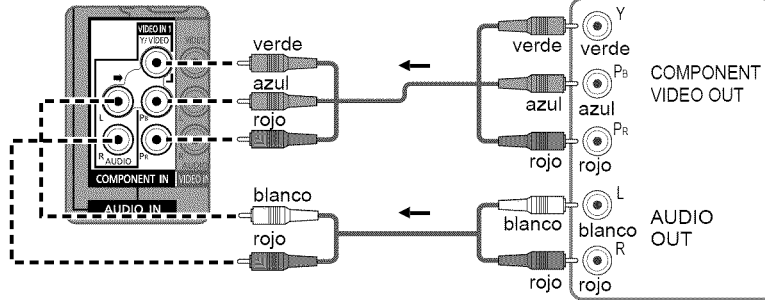 VIDEO IN 1
Y/VIDEO
VIDEO
L
PB
R
AUDIO
PR
COMPONENT IN
VIDEO IN
AUDIO IN
verde
azul
rojo
blanco
rojo
verde
azul
rojo
blanco
rojo
Y
verde
PB
azul
PR
rojo
COMPONENT
VIDEO OUT
L
blanco
R
rojo
AUDIO
OUT